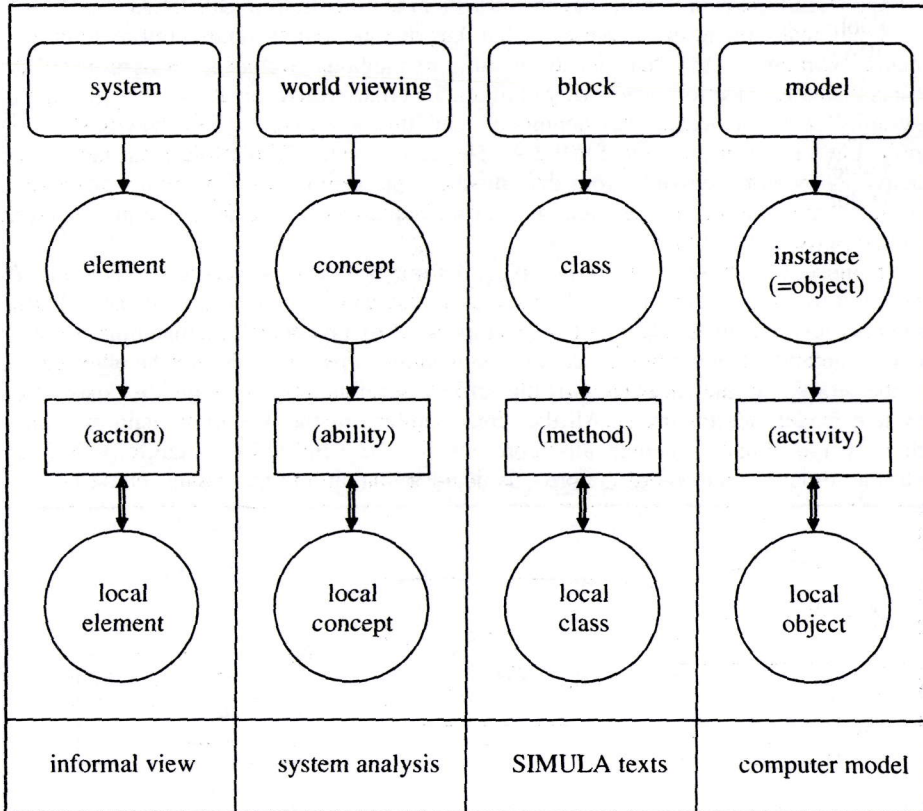 system
world viewing
block
model
element
concept
class
instance
(=object)
(action)
(ability)
(method)
(activity)
local
element
local
concept
local
class
local
object
informal view
system analysis
SIMULA texts
computer model